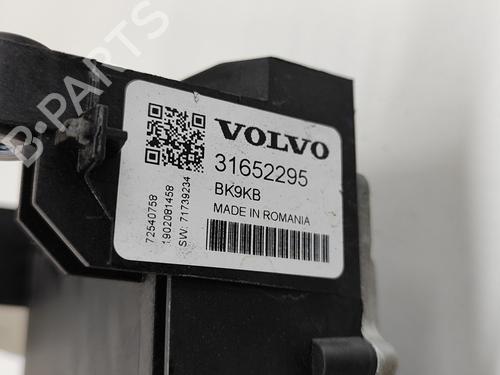 B-PARTS
VOLVO
31652295
BK9KB
MADE IN ROMANIA
72540758
1902081458
SW: 71739234